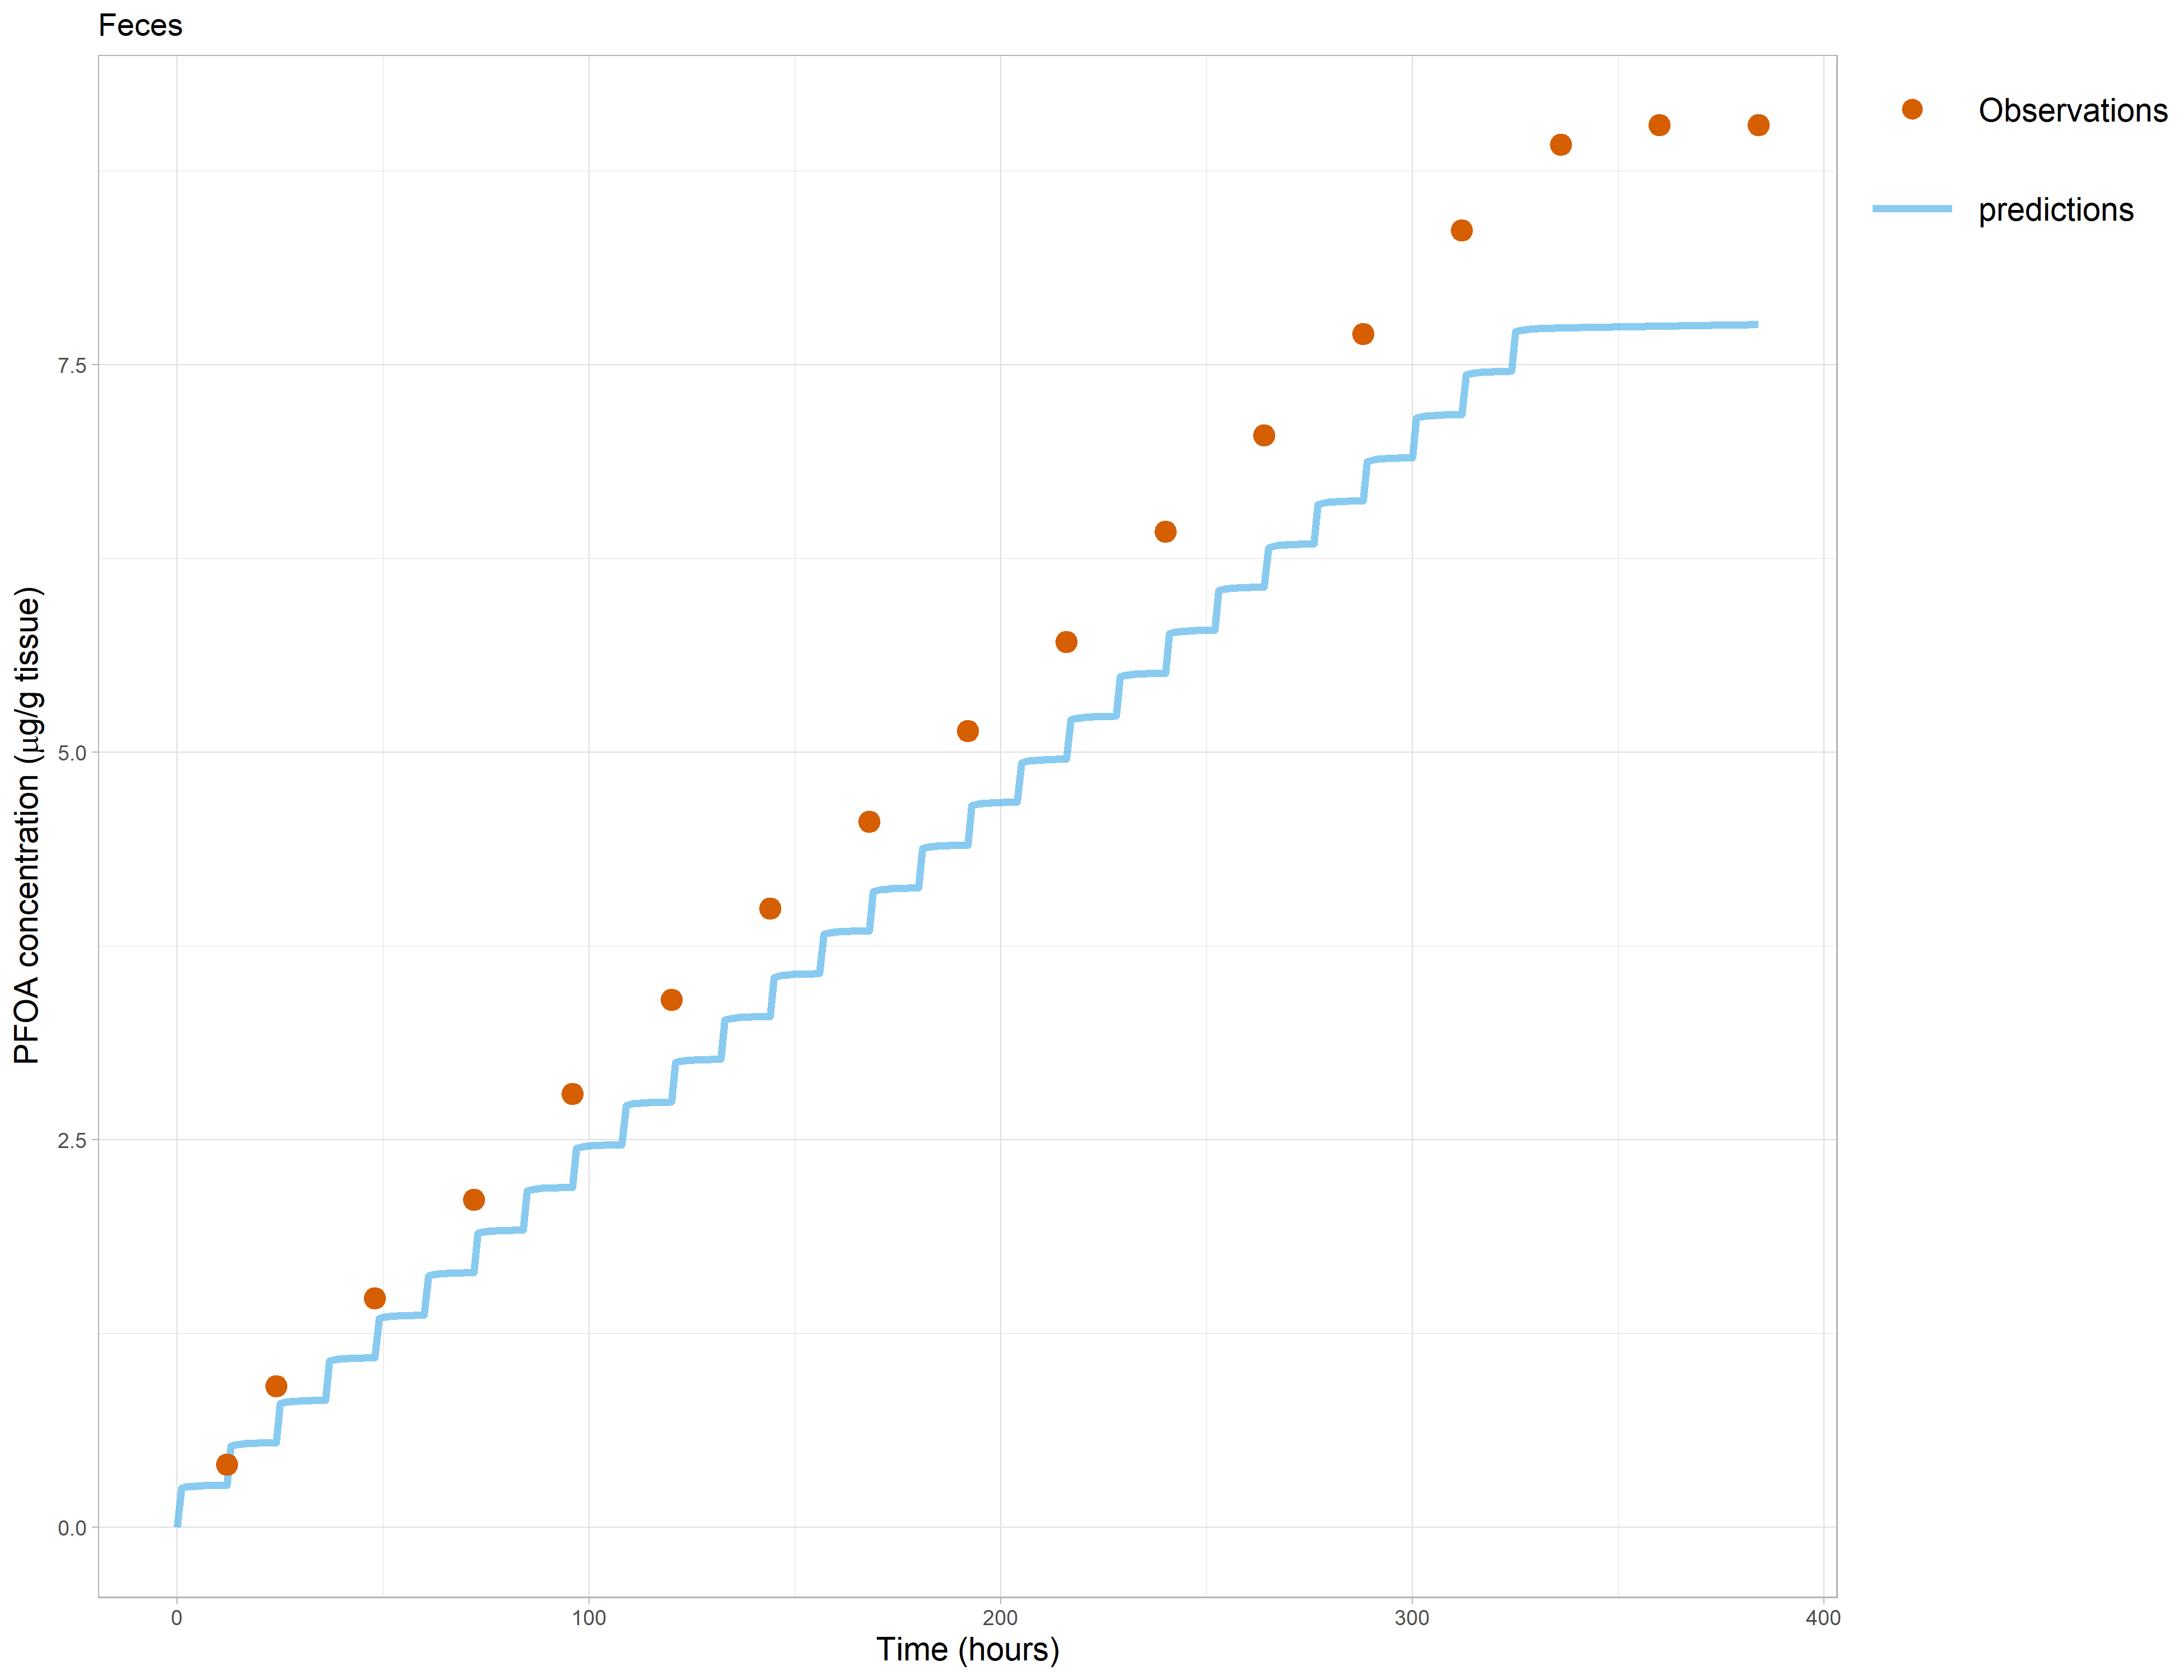 Feces
Observations
predictions
PFOA concentration (μg/g tissue)
7.5
5.0
2.5
0.0
0
100
200
300
400
Time (hours)